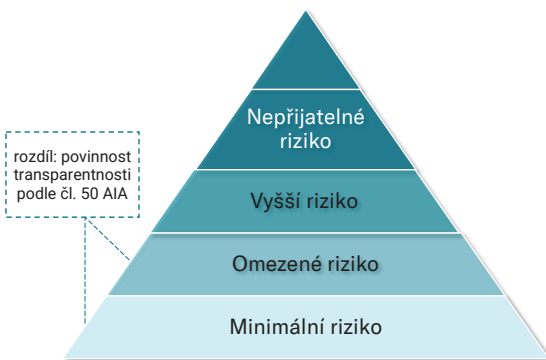 Nepřijatelné
riziko
rozdíl: povinnost
transparentnosti
podle čl. 50 AIA
Vyšší riziko
Omezené riziko
Minimální riziko